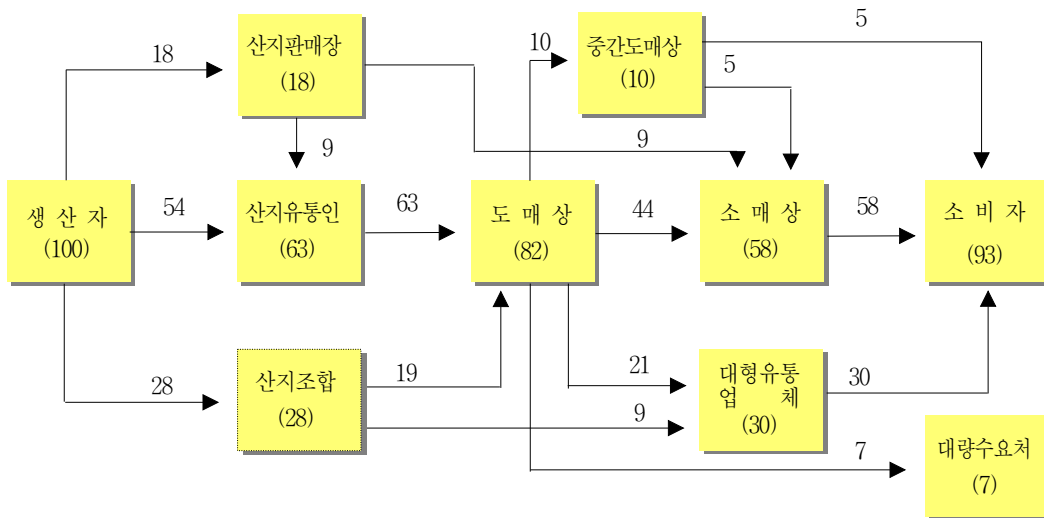 산지판매장
(18)
중간도매상
(10)
18
10
5
5
9
9
생 산 자
(100)
54
산지유통인
(63)
63
도 매 상
(82)
44
소 매 상
(58)
58
소 비 자
(93)
28
산지조합
(28)
19
9
21
대형유통
업 체
(30)
30
7
대량수요처
(7)